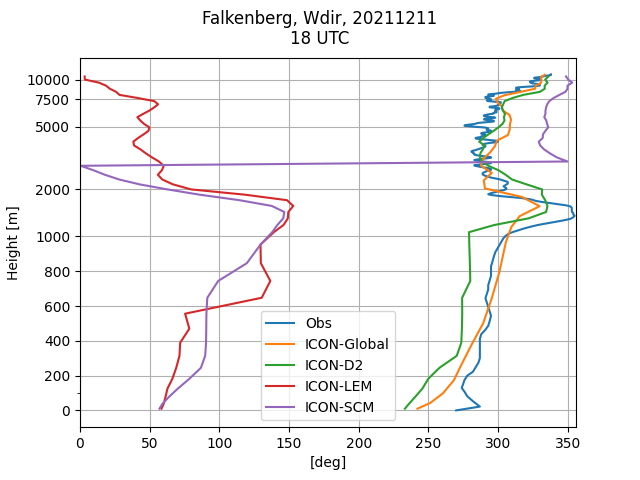 Falkenberg, Wdir, 20211211
18 UTC
Height [m]
10000
7500
5000
2000
1000
800
600
400
200
0
Obs
ICON-Global
ICON-D2
ICON-LEM
ICON-SCM
0
50
100
150
200
250
300
350
[deg]